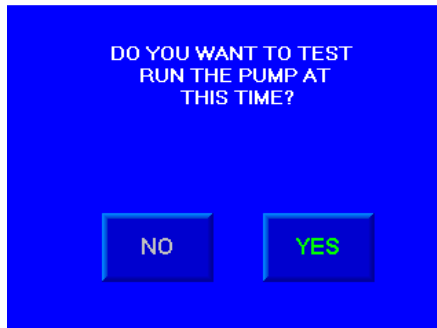 DO YOU WANT TO TEST
RUN THE PUMP AT
THIS TIME?
NO
YES